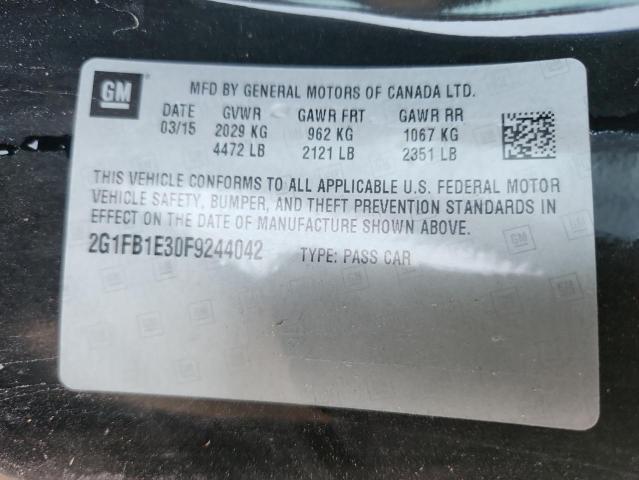 GM
MFD BY GENERAL MOTORS OF CANADA LTD.
DATE GVWR GAWR FRT GAWR RR
03/15 2029 KG 962 KG 1067 KG
4472 LB 2121 LB 2351 LB
THIS VEHICLE CONFORMS TO ALL APPLICABLE U.S. FEDERAL MOTOR
VEHICLE SAFETY, BUMPER, AND THEFT PREVENTION STANDARDS IN
EFFECT ON THE DATE OF MANUFACTURE SHOWN ABOVE.
2G1FB1E30F9244042 TYPE: PASS CAR